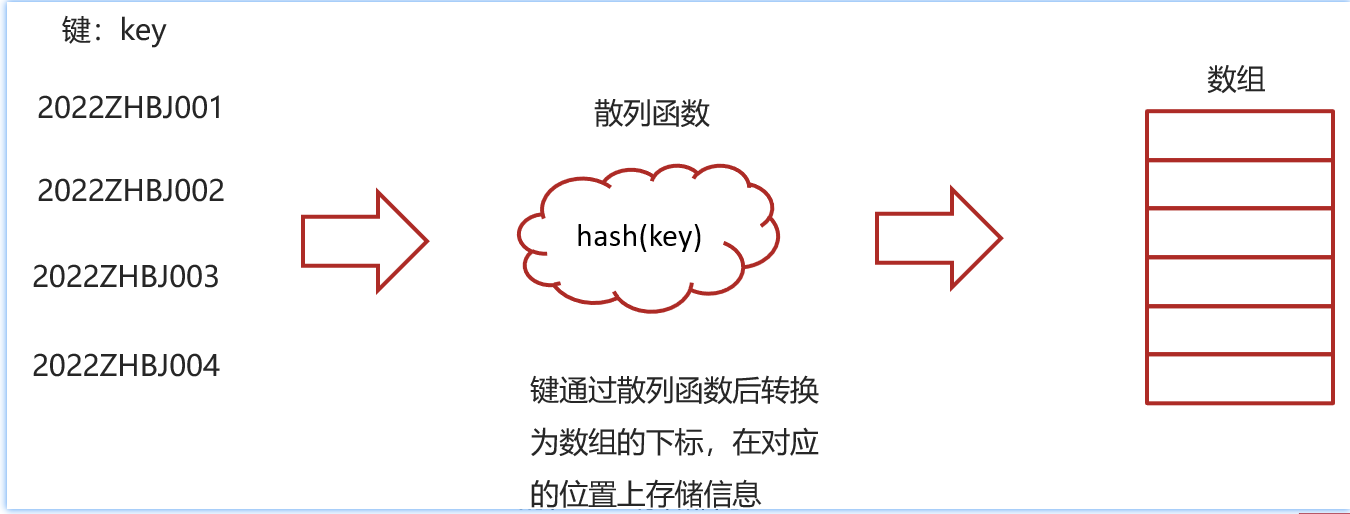 键：key
2022ZHBJ001
2022ZHBJ002
2022ZHBJ003
2022ZHBJ004
散列函数
hash(key)
键通过散列函数后转换
为数组的下标，在对应
的位置上存储信息
数组